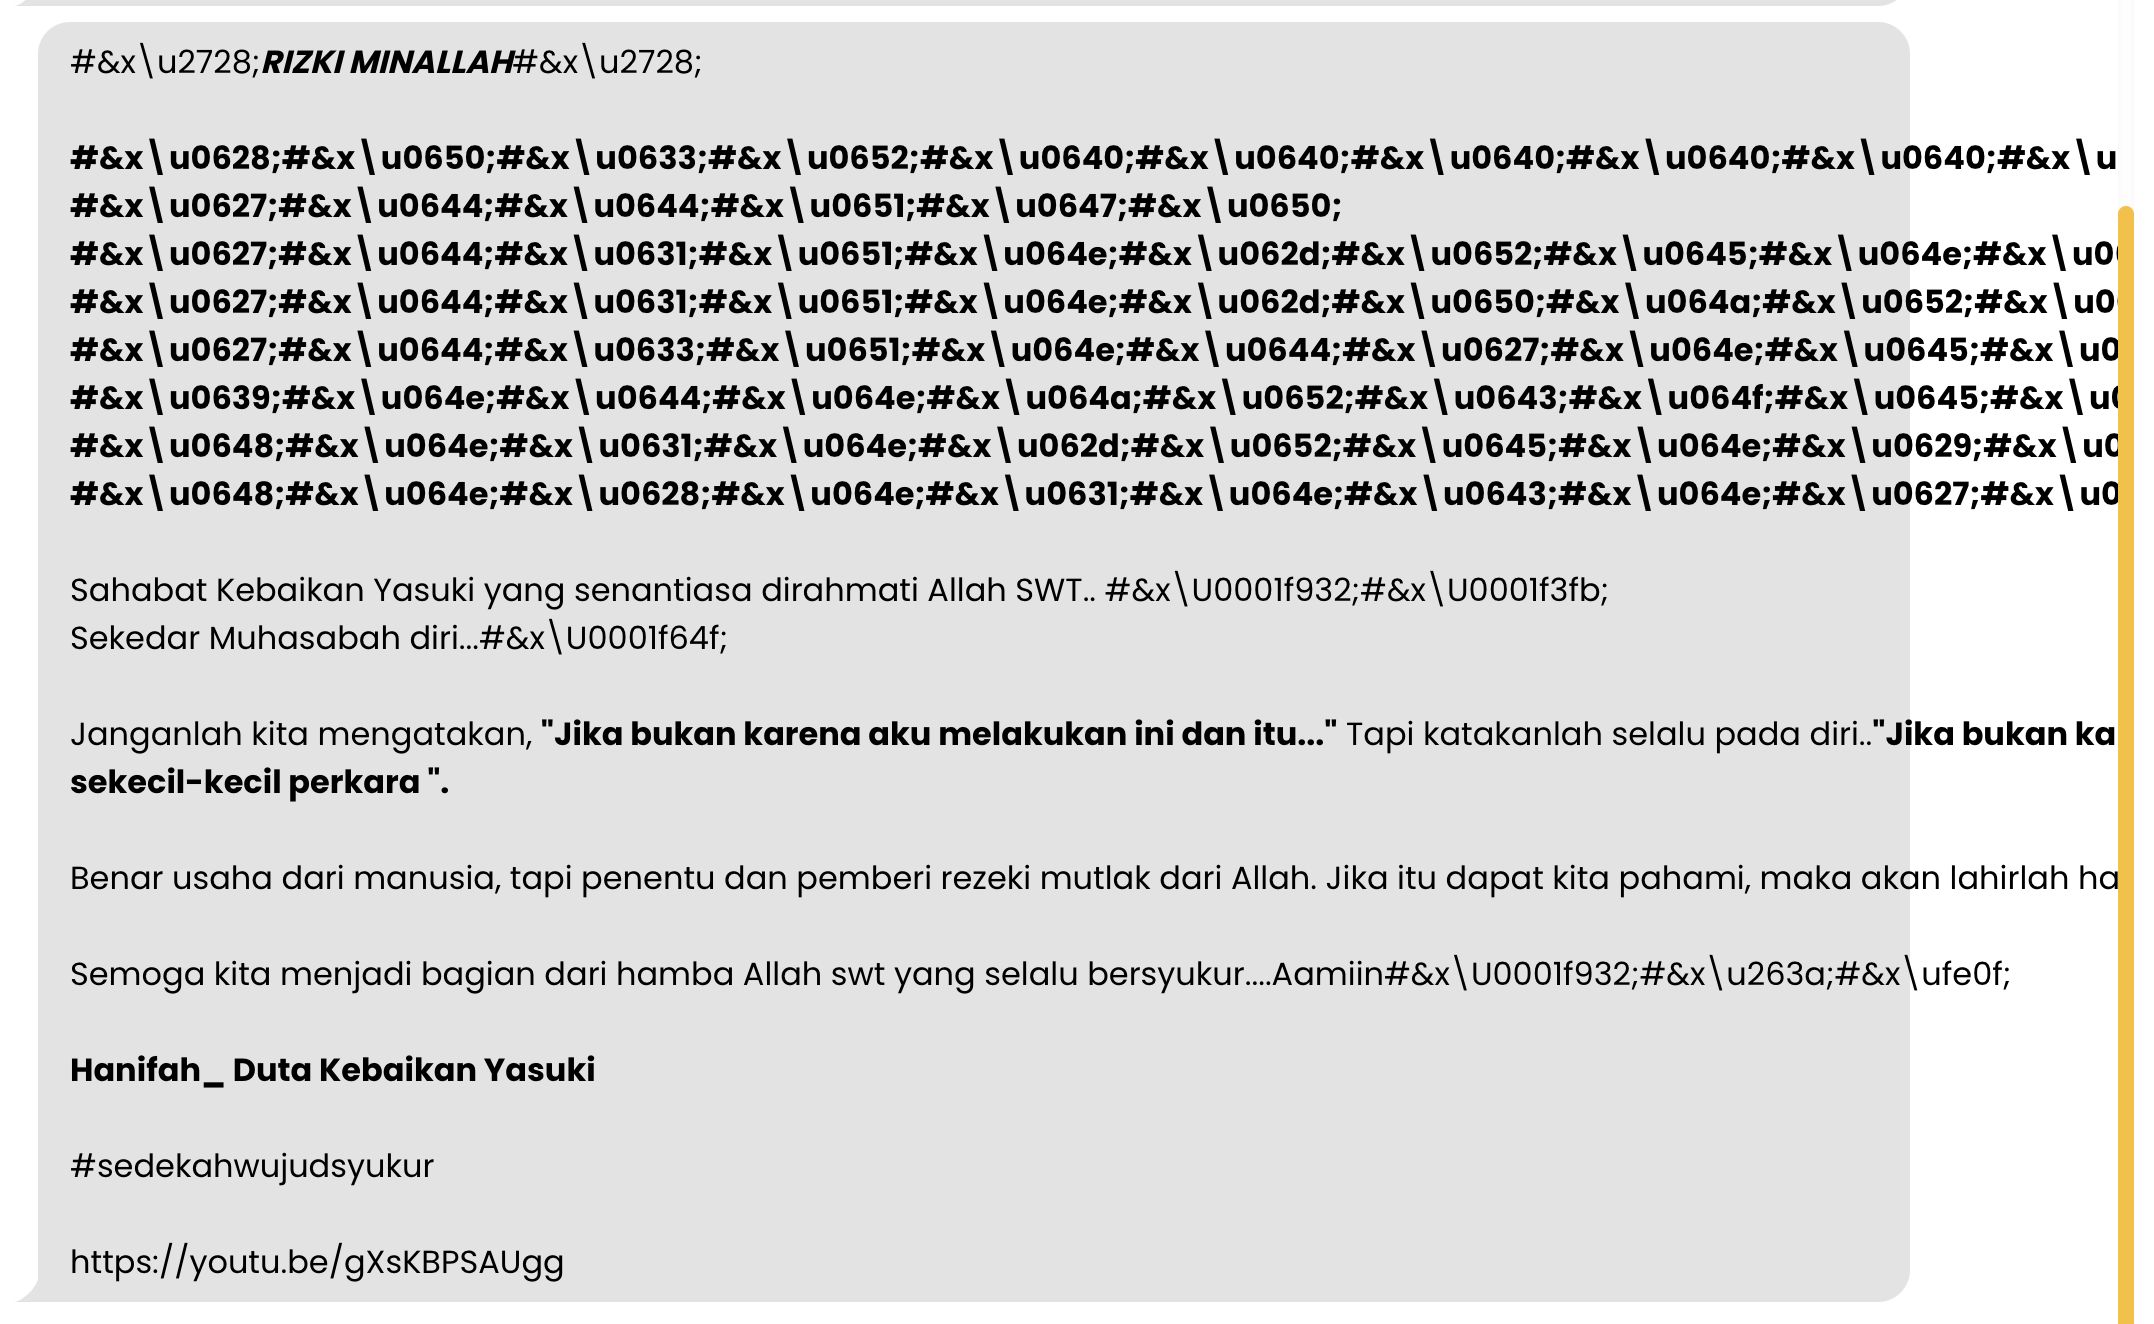 #&x\u2728;RIZKI MINALLAH#&x\u2728;
#&x\u0628;#&x\u0650;#&x\u0633;#&x\u0652;#&x\u0640;#&x\u0640;#&x\u0640;#&x\u0640;#&x\u0640;#&x\u
#&x\u0627;#&x\u0644;#&x\u0644;#&x\u0651;#&x\u0647;#&x\u0650;
#&x\u0627;#&x\u0644;#&x\u0631;#&x\u0651;#&x\u064e;#&x\u062d;#&x\u0652;#&x\u0645;#&x\u064e;#&x\u0
#&x\u0627;#&x\u0644;#&x\u0631;#&x\u0651;#&x\u064e;#&x\u062d;#&x\u0650;#&x\u064a;#&x\u0652;#&x\u0
#&x\u0627;#&x\u0644;#&x\u0633;#&x\u0651;#&x\u064e;#&x\u0644;#&x\u0627;#&x\u064e;#&x\u0645;#&x\u0
#&x\u0639;#&x\u064e;#&x\u0644;#&x\u064e;#&x\u064a;#&x\u0652;#&x\u0643;#&x\u064f;#&x\u0645;#&x\u
#&x\u0648;#&x\u064e;#&x\u0631;#&x\u064e;#&x\u062d;#&x\u0652;#&x\u0645;#&x\u064e;#&x\u0629;#&x\u0
#&x\u0648;#&x\u064e;#&x\u0628;#&x\u064e;#&x\u0631;#&x\u064e;#&x\u0643;#&x\u064e;#&x\u0627;#&x\u0
Sahabat Kebaikan Yasuki yang senantiasa dirahmati Allah SWT.. #&x\U0001f932;#&x\U0001f3fb;
Sekedar Muhasabah diri...#&x\U0001f64f;
Janganlah kita mengatakan, "Jika bukan karena aku melakukan ini dan itu..." Tapi katakanlah selalu pada diri.."Jika bukan ka
sekecil-kecil perkara ".
Benar usaha dari manusia, tapi penentu dan pemberi rezeki mutlak dari Allah. Jika itu dapat kita pahami, maka akan lahirlah ha
Semoga kita menjadi bagian dari hamba Allah swt yang selalu bersyukur....Aamiin#&x\U0001f932;#&x\u263a;#&x\ufe0f;
Hanifah_ Duta Kebaikan Yasuki
#sedekahwujudsyukur
https://youtu.be/gXsKBPSAUgg